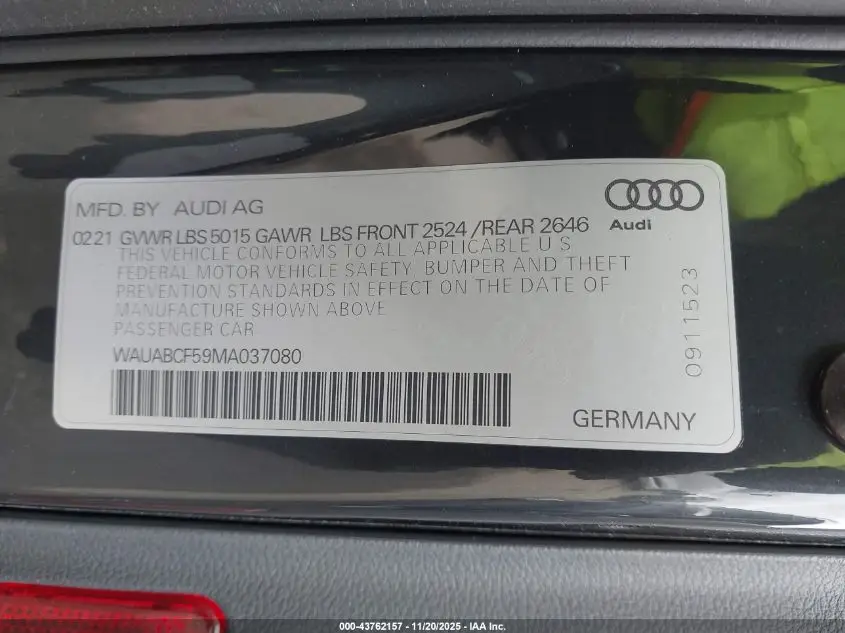 MFD. BY AUDI AG
Audi
0221 GVWR LBS 5015 GAWR LBS FRONT 2524 / REAR 2646
THIS VEHICLE CONFORMS TO ALL APPLICABLE U S
FEDERAL MOTOR VEHICLE SAFETY, BUMPER AND THEFT
PREVENTION STANDARDS IN EFFECT ON THE DATE OF
MANUFACTURE SHOWN ABOVE
PASSENGER CAR
WAUABCF59MA037080
0911523
GERMANY
000-43762157 - 11/20/2025 - IAA Inc.